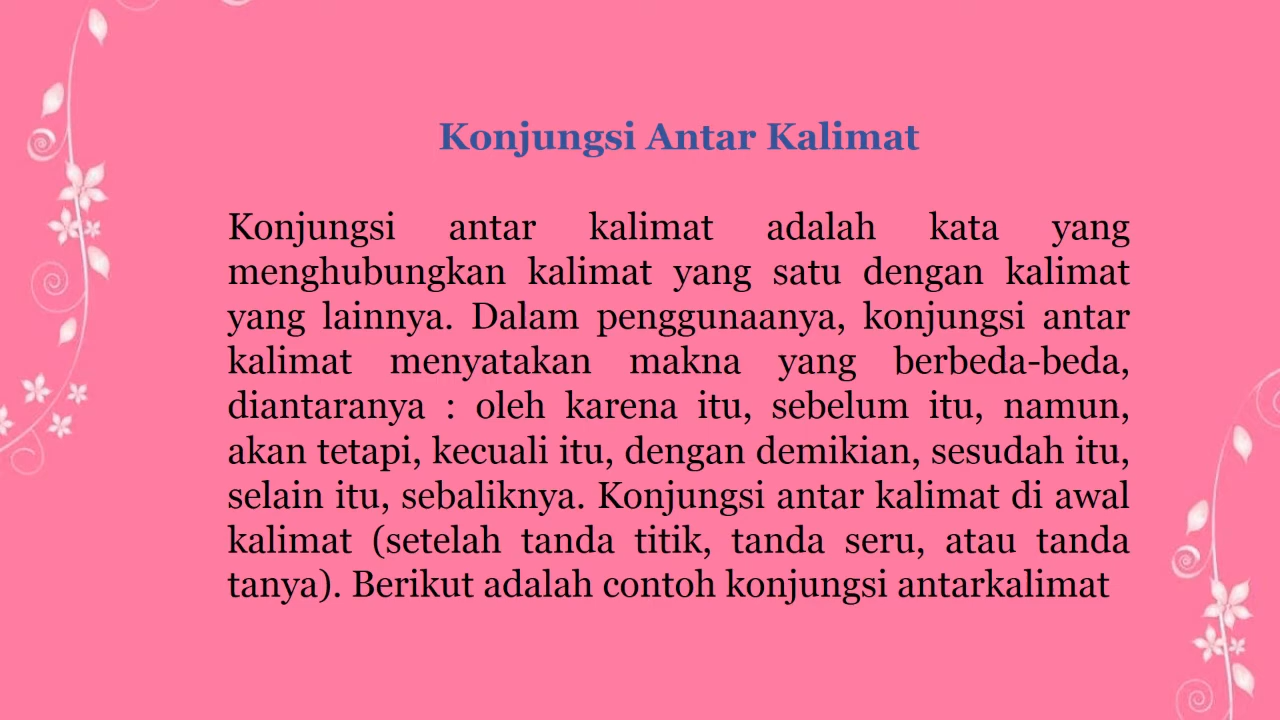 Konjungsi Antar Kalimat
Konjungsi antar kalimat adalah kata yang
menghubungkan kalimat yang satu dengan kalimat
yang lainnya. Dalam penggunaanya, konjungsi antar
kalimat menyatakan makna yang berbeda-beda,
diantaranya : oleh karena itu, sebelum itu, namun,
akan tetapi, kecuali itu, dengan demikian, sesudah itu,
selain itu, sebaliknya. Konjungsi antar kalimat di awal
kalimat (setelah tanda titik, tanda seru, atau tanda
tanya). Berikut adalah contoh konjungsi antarkalimat